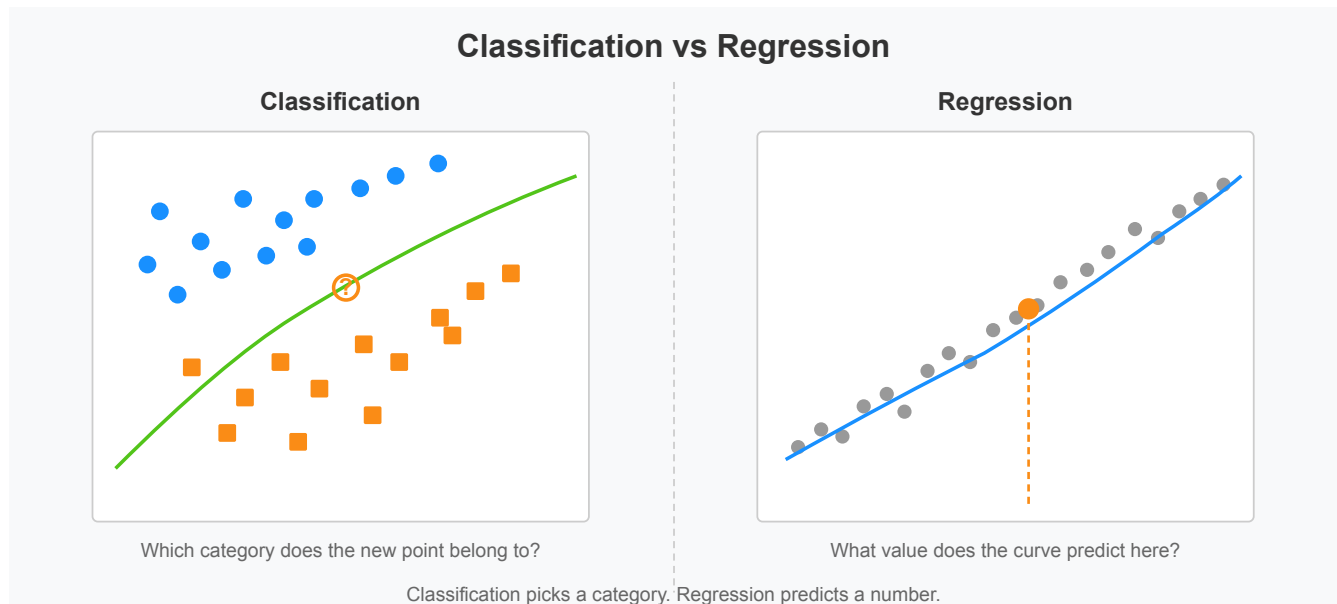 Classification vs Regression
Classification
?
Which category does the new point belong to?
Regression
What value does the curve predict here?
Classification picks a category. Regression predicts a number.